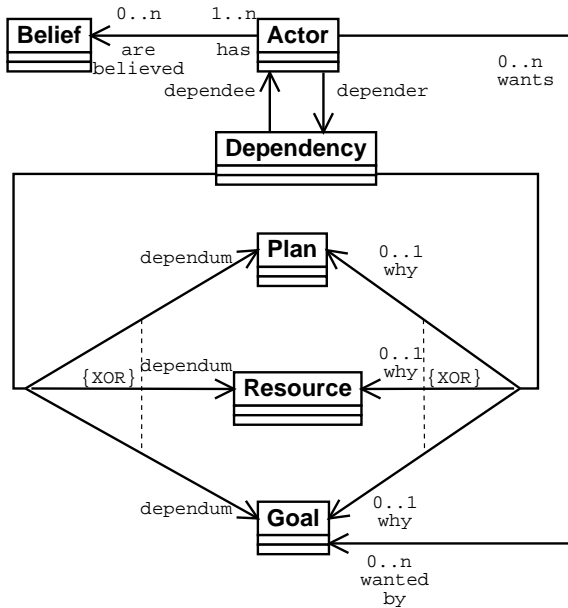 0..n
1..n
Belief
Actor
are
believed
has
0..n
wants
dependee
depender
Dependency
dependum
Plan
0..1
why
{XOR}
dependum
Resource
0..1
why
{XOR}
dependum
Goal
0..1
why
0..n
wanted
by